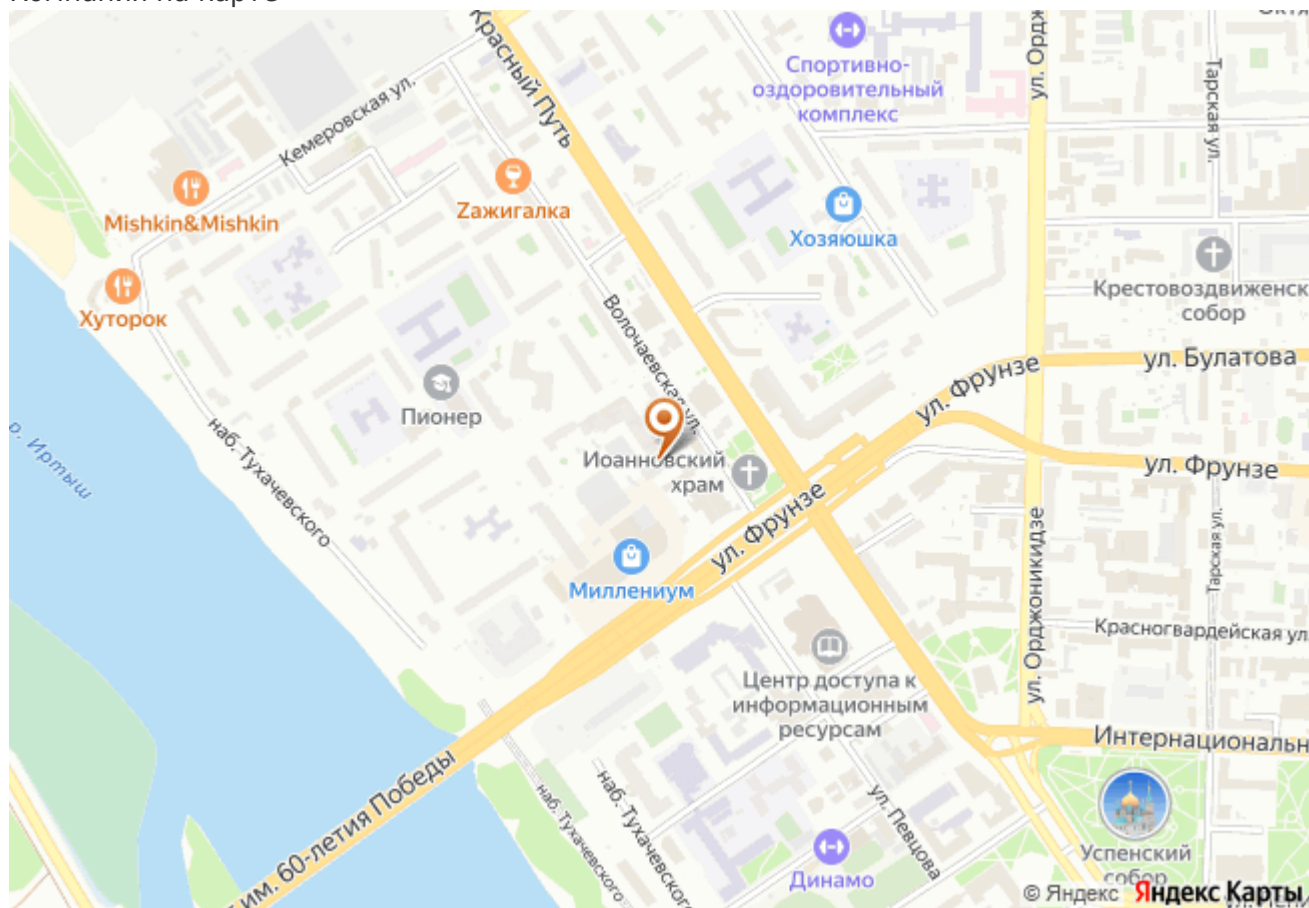 Красный Путь
Спортивно-
оздоровительный
комплекс
ул. Орд
Тарская ул.
Кемеровская ул.
Mishkin&Mishkin
Zажигалка
Хозяюшка
Крестовоздвиженск
собор
Хуторок
Волочаевская ул.
ул. Булатова
ул. Фрунзе
Пионер
р. Иртыш
наб. Тухачевского
Иоанновский
храм
ул. Фрунзе
ул. Фрунзе
Миллениум
ул. Орджоникидзе
Тарская ул.
Красногвардейская ул.
Центр доступа к
информационным
ресурсам
Интернациональн
им. 60-летия Победы
наб. Тухачевского
наб. Тухачевского
ул. Певцова
Динамо
Успенский
собор
© Яндекс Яндекс Карты